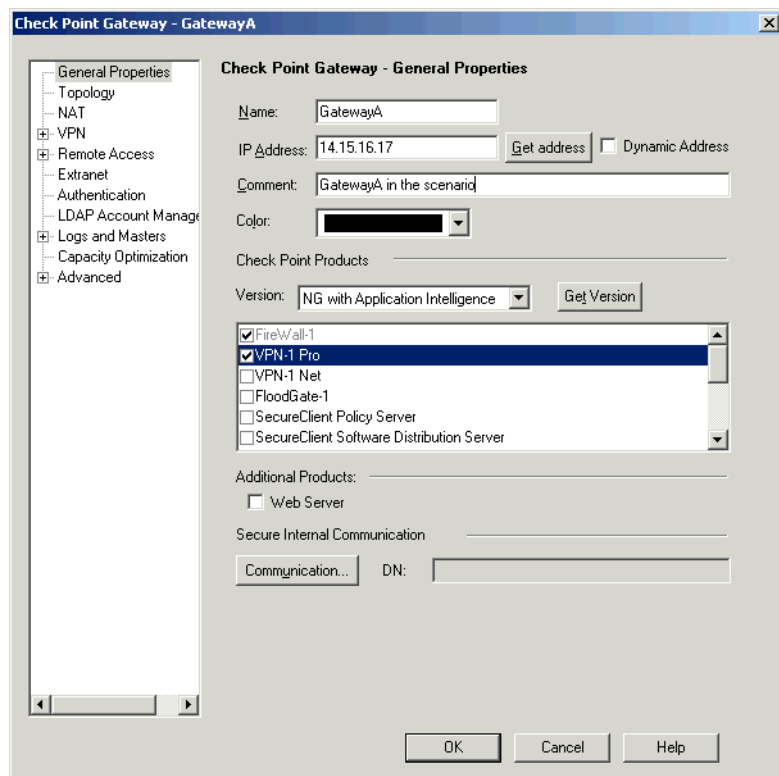 Check Point Gateway - GatewayA
General Properties
Topology
NAT
VPN
Remote Access
Extranet
Authentication
LDAP Account Manage
Logs and Masters
Capacity Optimization
Advanced
Check Point Gateway - General Properties
Name: GatewayA
IP Address: 14.15.16.17 Get address Dynamic Address
Comment: GatewayA in the scenario
Color:
Check Point Products
Version: NG with Application Intelligence Get Version
FireWall-1
VPN-1 Pro
VPN-1 Net
FloodGate-1
SecureClient Policy Server
SecureClient Software Distribution Server
Additional Products:
Web Server
Secure Internal Communication
Communication... DN:
OK Cancel Help